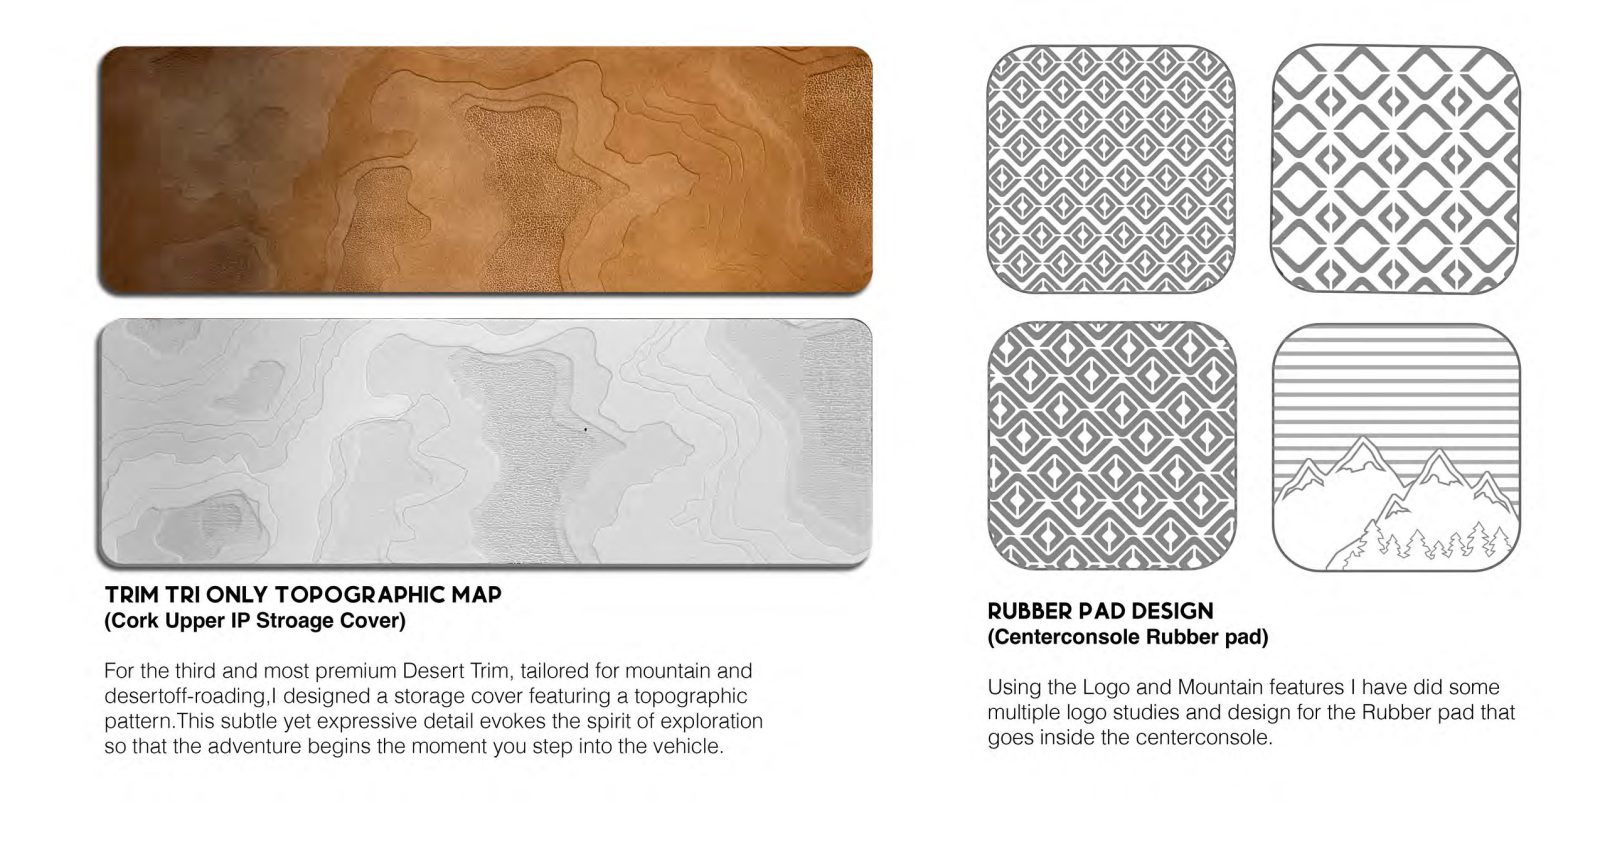 TRIM TRI ONLY TOPOGRAPHIC MAP
(Cork Upper IP Stroage Cover)
For the third and most premium Desert Trim, tailored for mountain and
desertoff-roading,I designed a storage cover featuring a topographic
pattern.This subtle yet expressive detail evokes the spirit of exploration
so that the adventure begins the moment you step into the vehicle.
RUBBER PAD DESIGN
(Centerconsole Rubber pad)
Using the Logo and Mountain features I have did some
multiple logo studies and design for the Rubber pad that
goes inside the centerconsole.